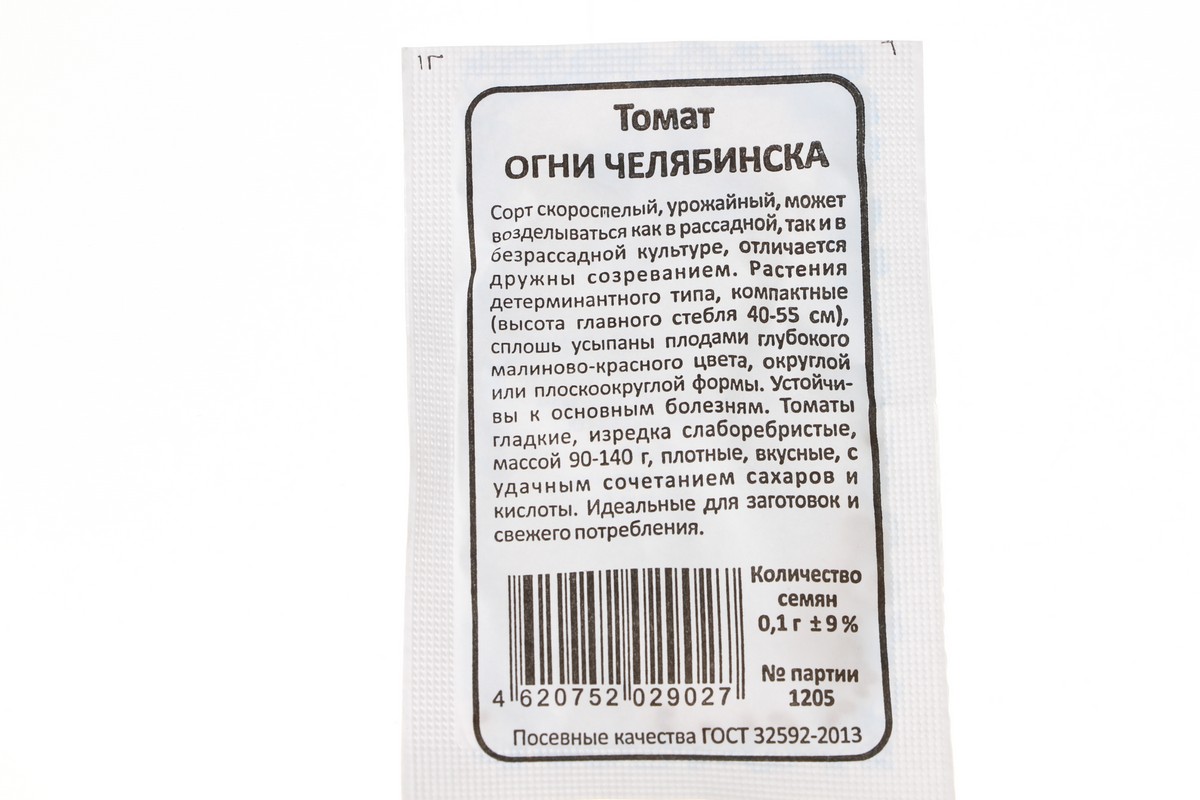 Томат
ОГНИ ЧЕЛЯБИНСКА
Сорт скороспелый, урожайный, может
возделываться как в рассадной, так и в
безрассадной культуре, отличается
дружны созреванием. Растения
детерминантного типа, компактные
(высота главного стебля 40-55 см),
сплошь усыпаны плодами глубокого
малиново-красного цвета, округлой
или плоскоокруглой формы. Устойчи-
вы к основным болезням. Томаты
гладкие, изредка слаборебристые,
массой 90-140 г, плотные, вкусные, с
удачным сочетанием сахаров и
кислоты. Идеальные для заготовок и
свежего потребления.
Количество
семян
0,1 г ± 9 %
№ партии
1205
4 620752 029027
Посевные качества ГОСТ 32592-2013